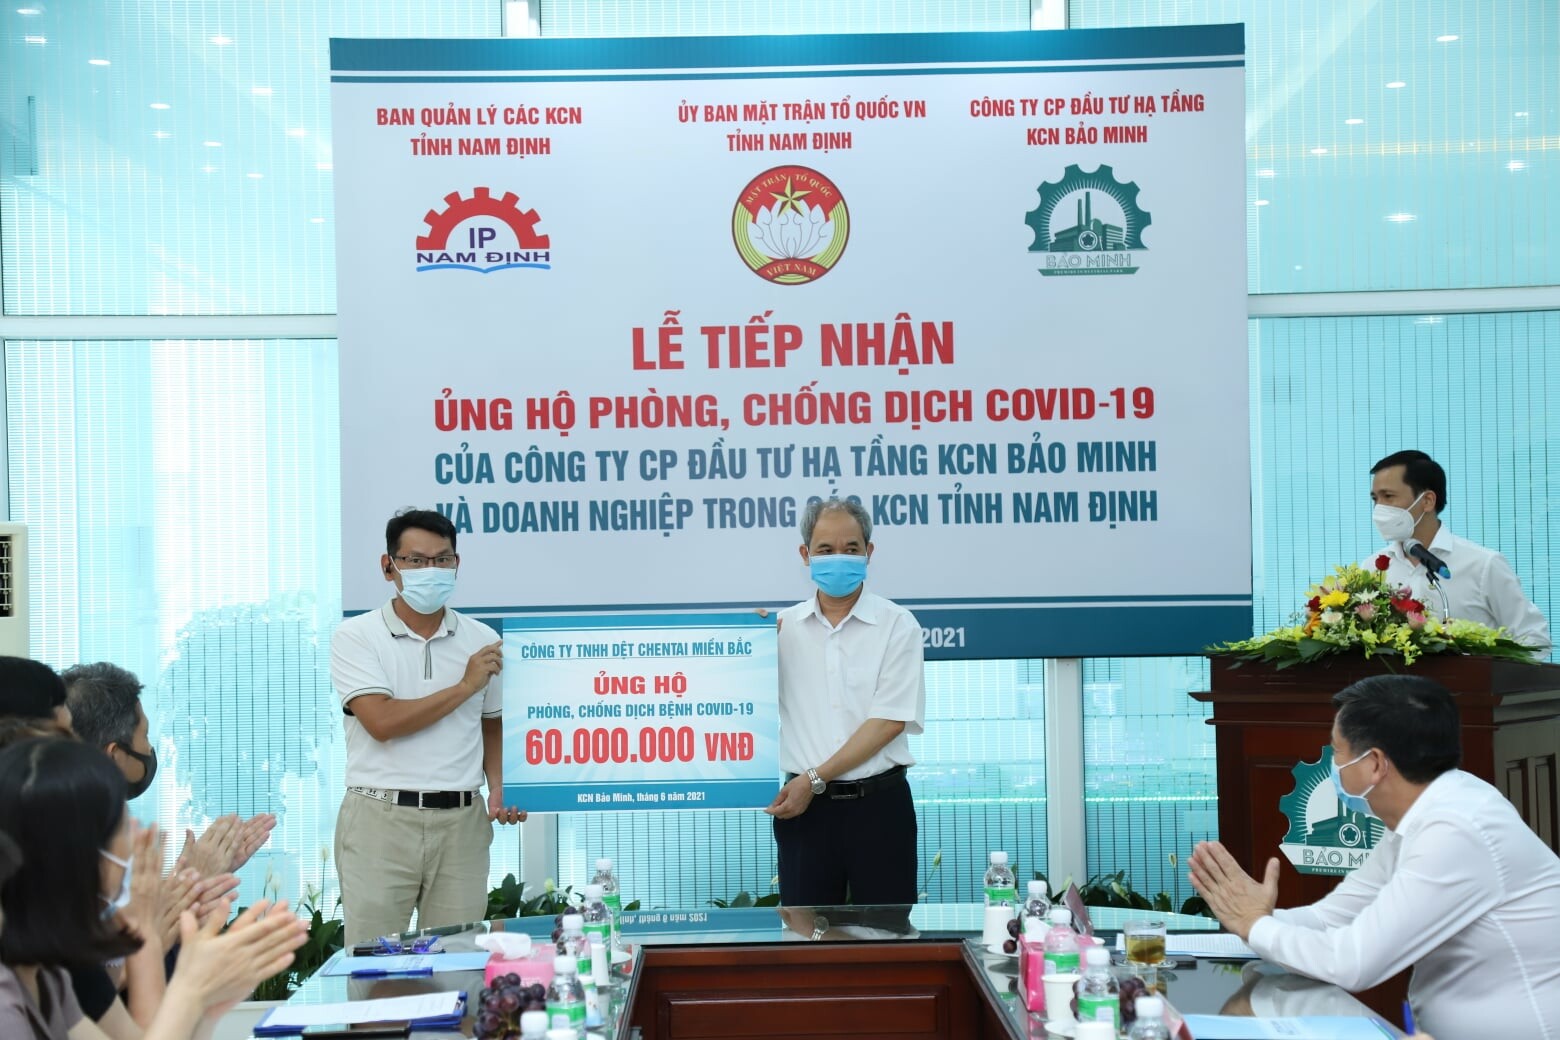 BAN QUẢN LÝ CÁC KCN
TỈNH NAM ĐỊNH
IP
NAM ĐỊNH
ỦY BAN MẶT TRẬN TỔ QUỐC VN
TỈNH NAM ĐỊNH
MẶT TRẬN TỔ QUỐC
VIỆT NAM
CÔNG TY CP ĐẦU TƯ HẠ TẦNG
KCN BẢO MINH
BẢO MINH
LỄ TIẾP NHẬN
ỦNG HỘ PHÒNG, CHỐNG DỊCH COVID-19
CỦA CÔNG TY CP ĐẦU TƯ HẠ TẦNG KCN BẢO MINH
VÀ DOANH NGHIỆP TRONG CÁC KCN TỈNH NAM ĐỊNH
2021
CÔNG TY TNHH DỆT CHENTAI MIỀN BẮC
ỦNG HỘ
PHÒNG, CHỐNG DỊCH BỆNH COVID-19
60.000.000 VNĐ
KCN Bảo Minh, tháng 6 năm 2021
BẢO MI